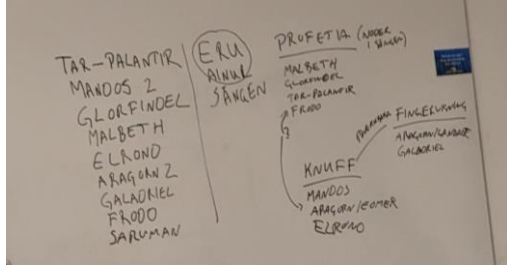 TAR-PALANTIR
MANDOS 2
GLORFINDEL
MALBETH
ELROND
ARAGORN 2
GALADRIEL
FRODO
SARUMAN
ERU
AINUR
SÅNGEN
PROFETIA (NODER
I SÅNGEN)
MALBETH
GLORFINDEL
TAR-PALANTIR
FRODO
KNUFF
MANDOS
ARAGORN/EOMER
ELROND
FINGERVISNING
ARAGORN/GANDALF
GALADRIEL